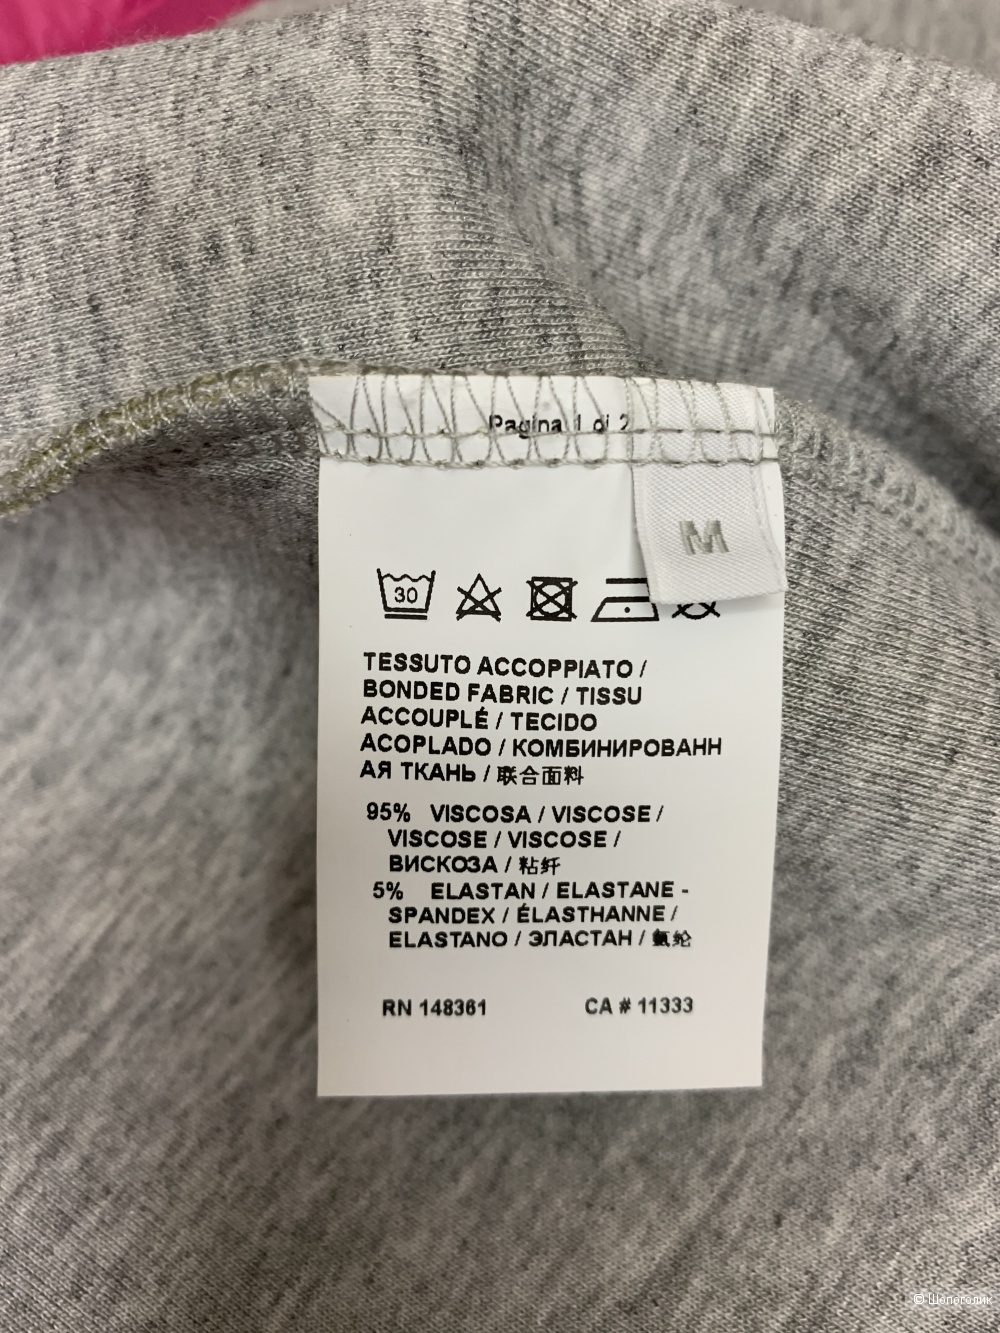 Pagina 1 di 2
M
30
TESSUTO ACCOPPIATO /
BONDED FABRIC / TISSU
ACCOUPLÉ / TECIDO
ACOPLADO / КОМБИНИРОВАНН
АЯ ТКАНЬ / 联合面料
95% VISCOSA / VISCOSE /
VISCOSE / VISCOSE /
ВИСКОЗА / 粘纤
5% ELASTAN / ELASTANE -
SPANDEX / ÉLASTHANNE /
ELASTANO / ЭЛАСТАН / 氨纶
RN 148361 CA # 11333
© Шопоголик